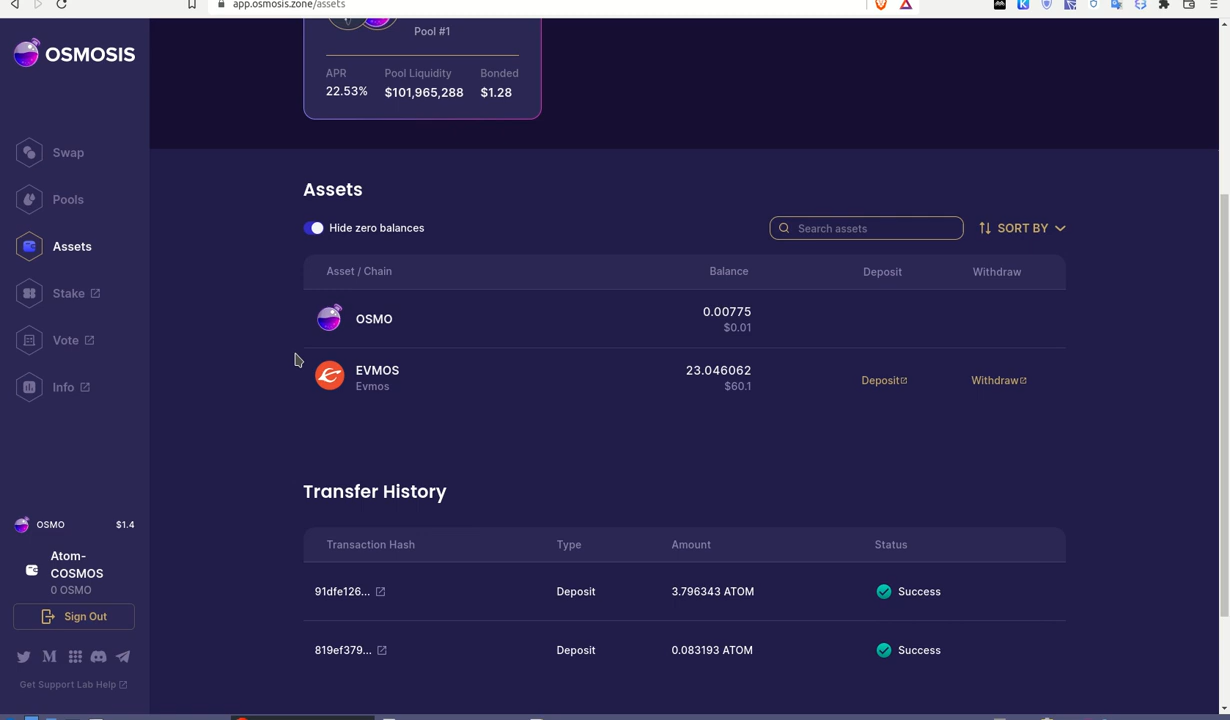 app.osmosis.zone/assets
OSMOSIS
Swap
Pools
Assets
Stake
Vote
Info
OSMO $1.4
Atom-
COSMOS
0 OSMO
Sign Out
Get Support Lab Help
Pool #1
APR Pool Liquidity Bonded
22.53% $101,965,288 $1.28
Assets
Hide zero balances
Search assets
SORT BY
Asset / Chain Balance Deposit Withdraw
OSMO 0.00775
$0.01
EVMOS 23.046062
Evmos $60.1
Deposit Withdraw
Transfer History
Transaction Hash Type Amount Status
91dfe126... Deposit 3.796343 ATOM Success
819ef379... Deposit 0.083193 ATOM Success